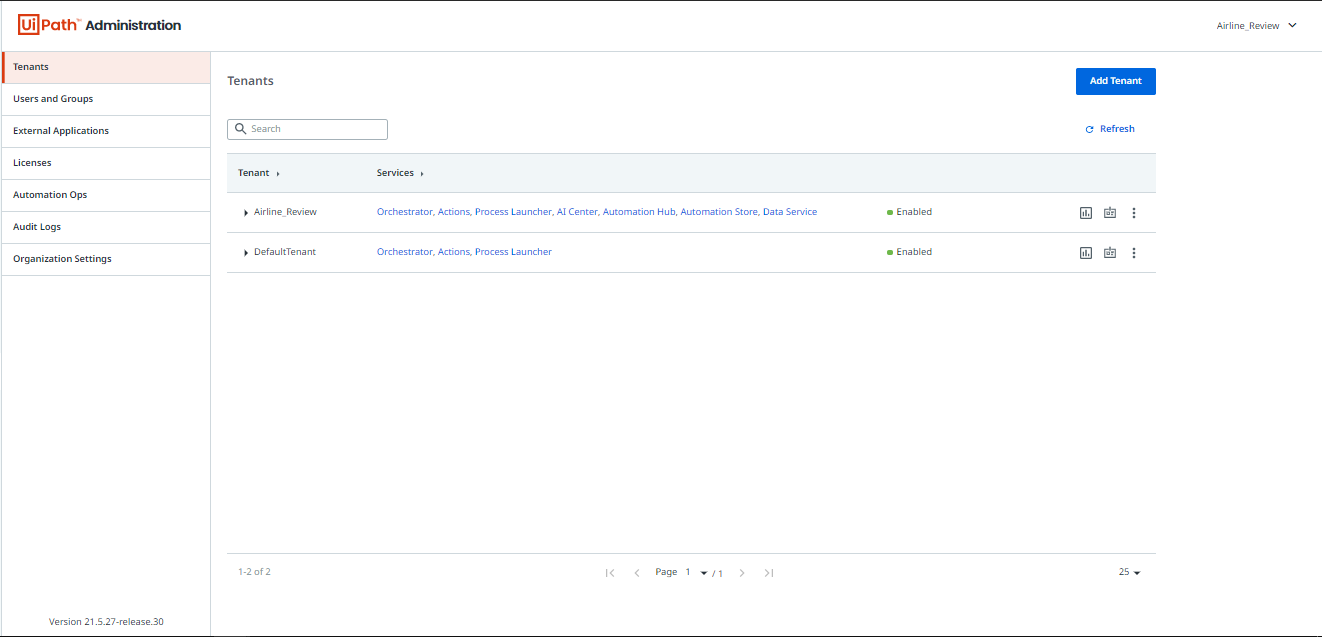 UiPath™ Administration
Airline_Review
Tenants
Users and Groups
External Applications
Licenses
Automation Ops
Audit Logs
Organization Settings
Version 21.5.27-release.30
Tenants
Add Tenant
Search
Refresh
Tenant Services
Airline_Review Orchestrator, Actions, Process Launcher, AI Center, Automation Hub, Automation Store, Data Service Enabled
DefaultTenant Orchestrator, Actions, Process Launcher Enabled
1-2 of 2 Page 1 / 1 25